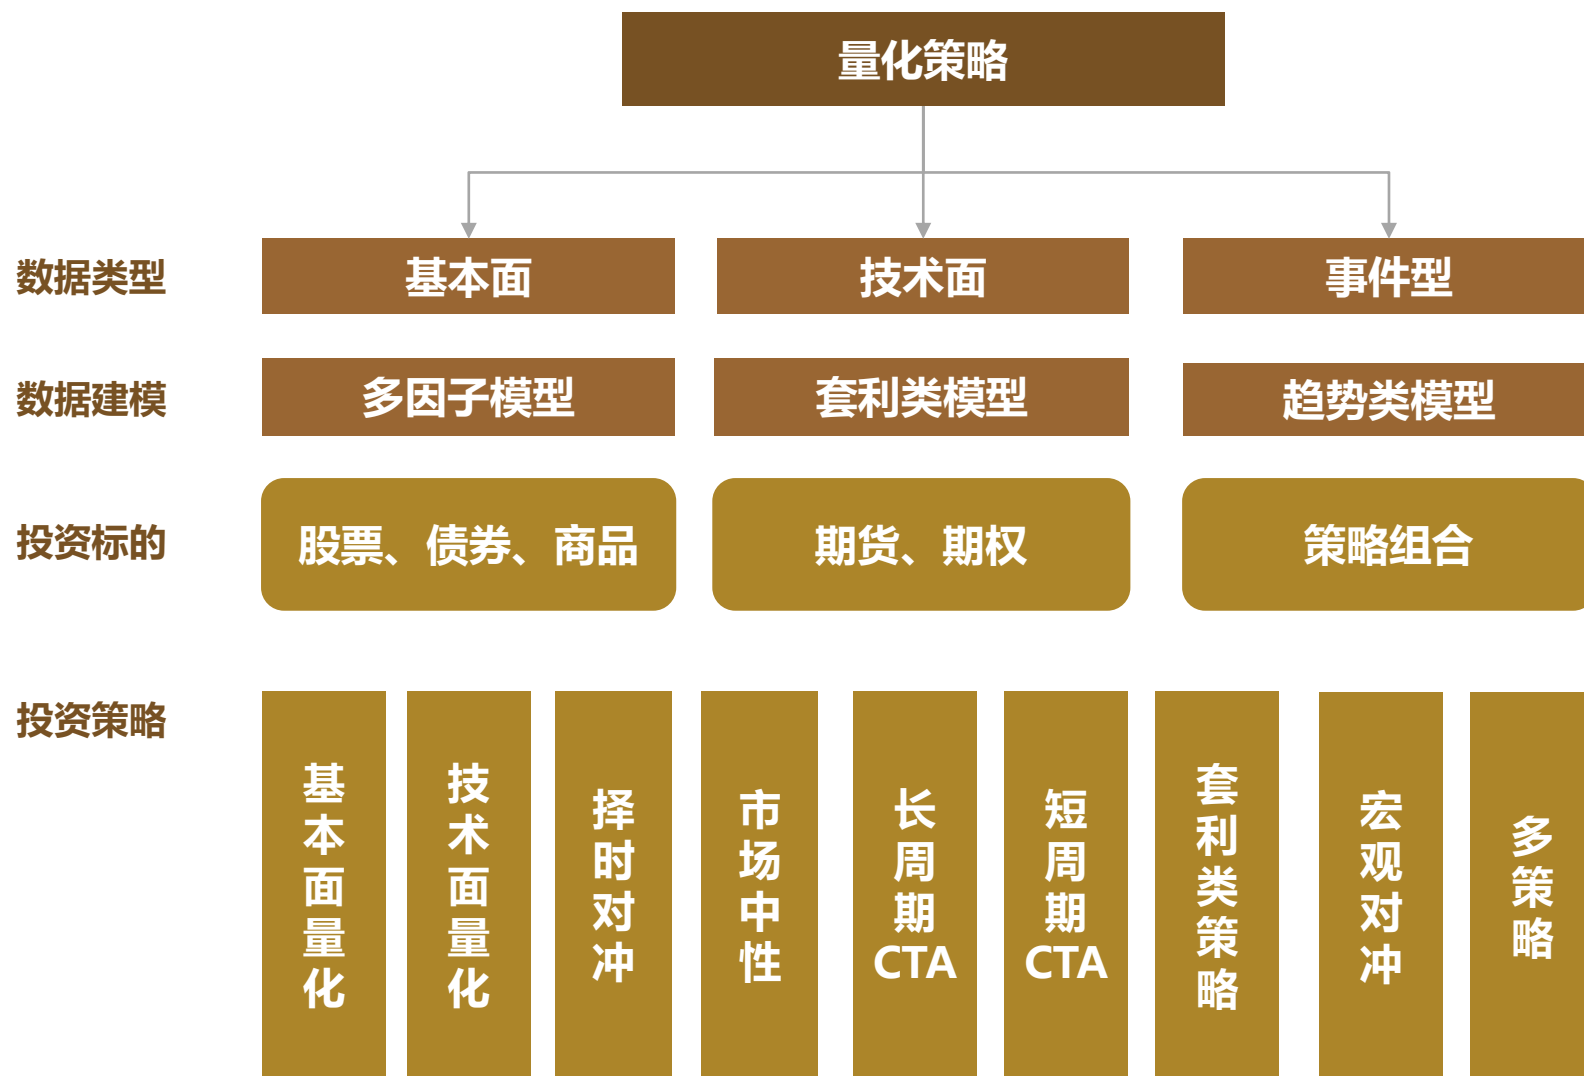 量化策略
数据类型
基本面
技术面
事件型
数据建模
多因子模型
套利类模型
趋势类模型
投资标的
股票、债券、商品
期货、期权
策略组合
投资策略
基本面量化
技术面量化
择时对冲
市场中性
长周期CTA
短周期CTA
套利类策略
宏观对冲
多策略